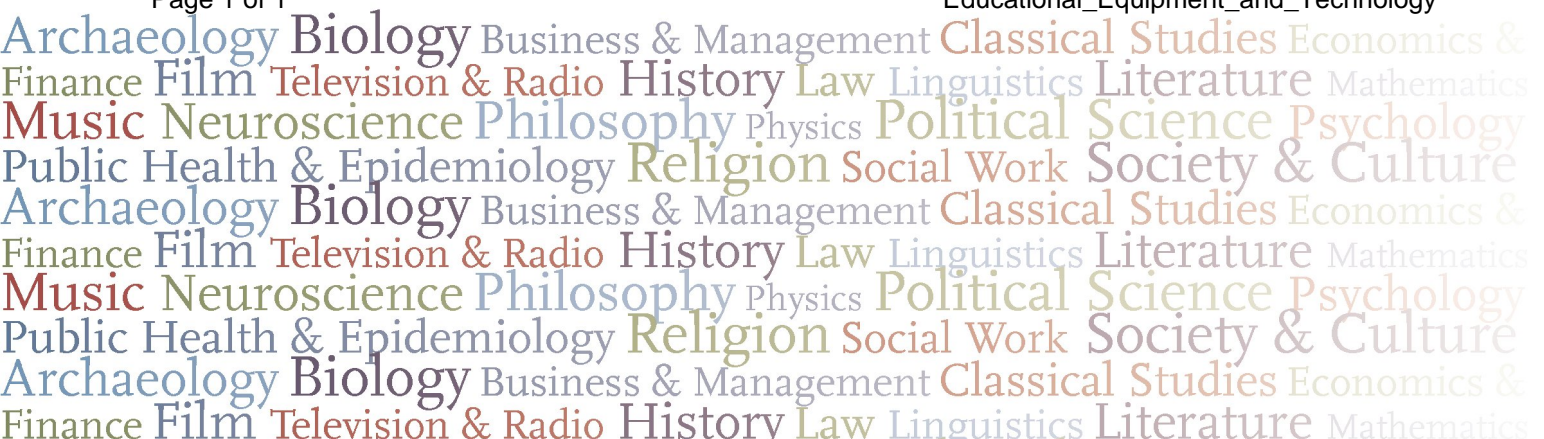 Page 1 of 1 Educational_Equipment_and_Technology
Archaeology Biology Business & Management Classical Studies Economics &
Finance Film Television & Radio History Law Linguistics Literature Mathematics
Music Neuroscience Philosophy Physics Political Science Psychology
Public Health & Epidemiology Religion Social Work Society & Culture
Archaeology Biology Business & Management Classical Studies Economics &
Finance Film Television & Radio History Law Linguistics Literature Mathematics
Music Neuroscience Philosophy Physics Political Science Psychology
Public Health & Epidemiology Religion Social Work Society & Culture
Archaeology Biology Business & Management Classical Studies Economics &
Finance Film Television & Radio History Law Linguistics Literature Mathematics